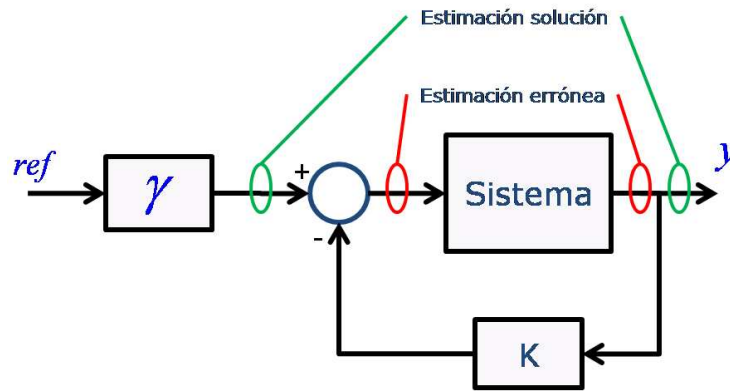 Estimación solución
Estimación errónea
ref
γ
+
-
Sistema
y
K